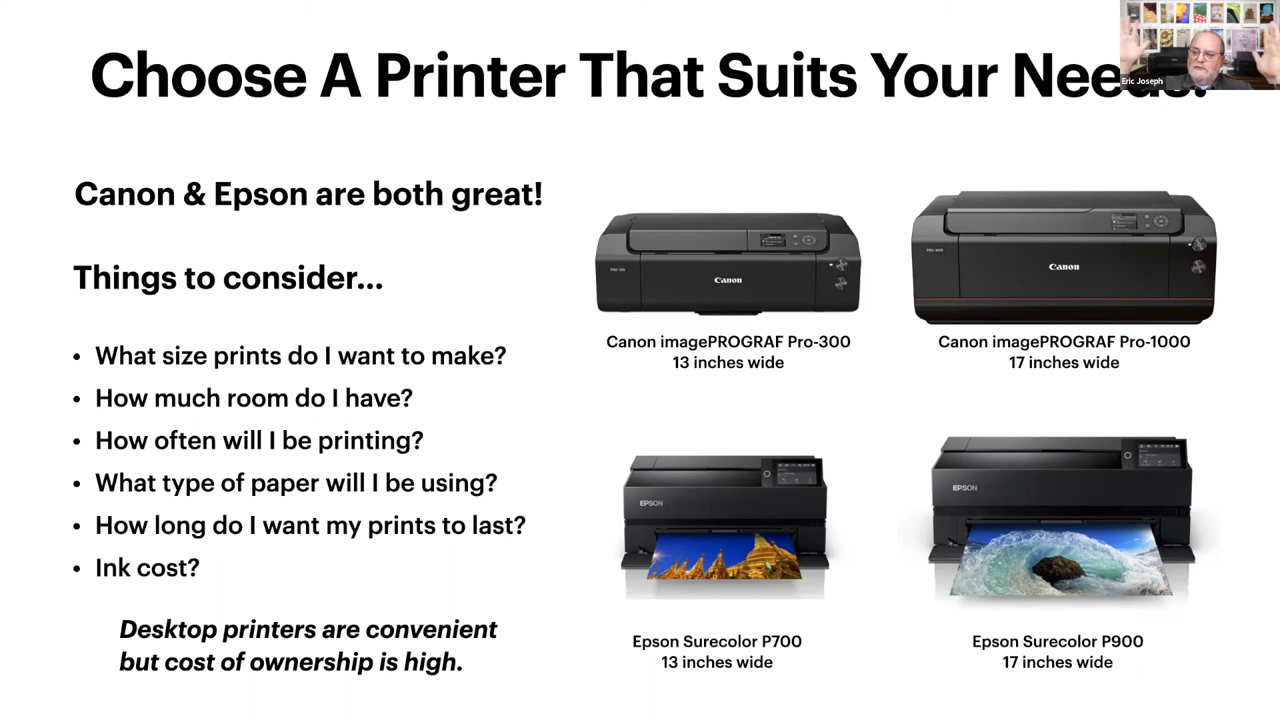 Choose A Printer That Suits Your Needs!
Eric Joseph
Canon & Epson are both great!
Things to consider...
• What size prints do I want to make?
• How much room do I have?
• How often will I be printing?
• What type of paper will I be using?
• How long do I want my prints to last?
• Ink cost?
Desktop printers are convenient
but cost of ownership is high.
PRO-300
Canon
Canon imagePROGRAF Pro-300
13 inches wide
PRO-1000
Canon
Canon imagePROGRAF Pro-1000
17 inches wide
EPSON
Epson Surecolor P700
13 inches wide
EPSON
Epson Surecolor P900
17 inches wide